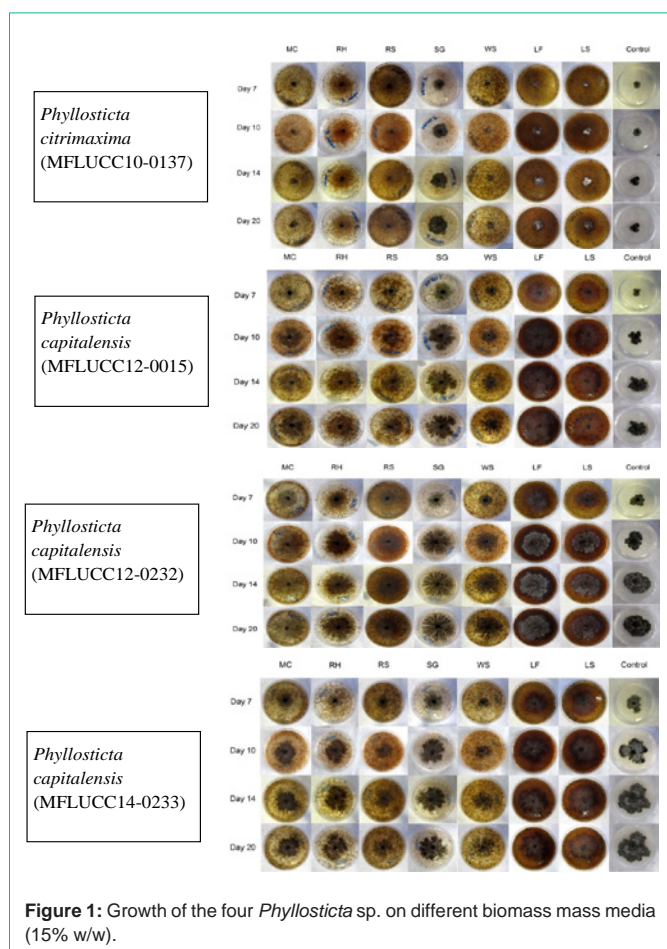 MC RH RS SG WS LF LS Control
Phyllosticta
citrimaxima
(MFLUCC10-0137)
Day 7
Day 10
Day 14
Day 20
MC RH RS SG WS LF LS Control
Phyllosticta
capitalensis
(MFLUCC12-0015)
Day 7
Day 10
Day 14
Day 20
MC RH RS SG WS LF LS Control
Phyllosticta
capitalensis
(MFLUCC12-0232)
Day 7
Day 10
Day 14
Day 20
MC RH RS SG WS LF LS Control
Phyllosticta
capitalensis
(MFLUCC14-0233)
Day 7
Day 10
Day 14
Day 20
Figure 1: Growth of the four Phyllosticta sp. on different biomass mass media
(15% w/w).